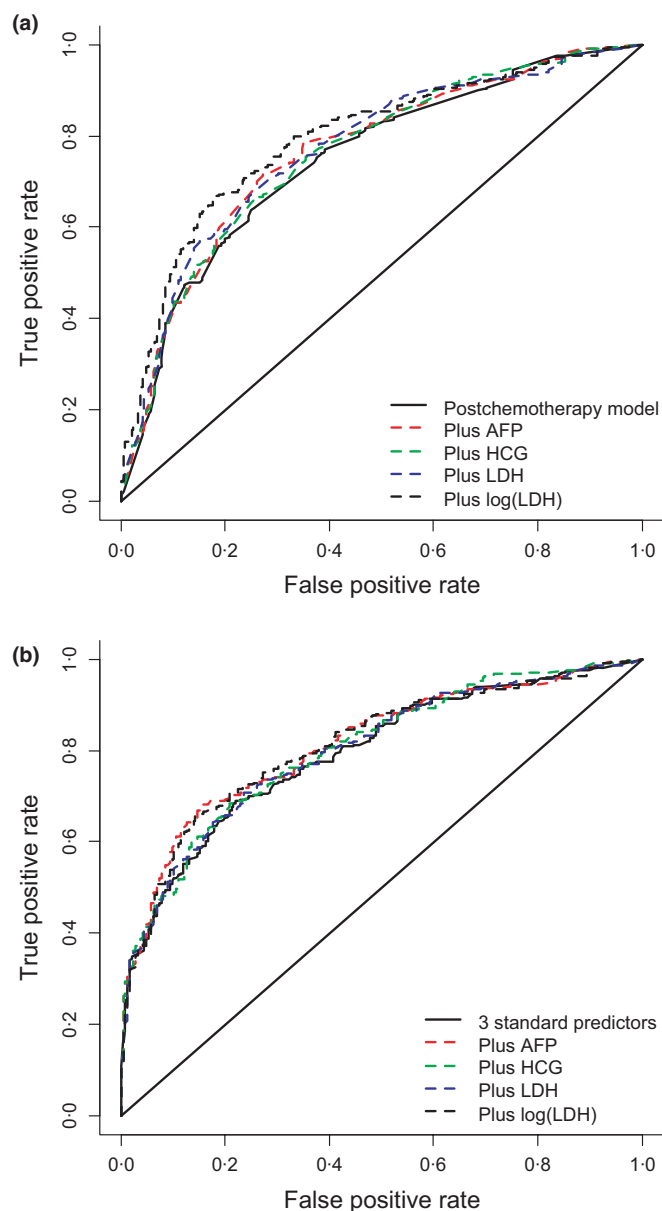 (a)
True positive rate
1·0
0·8
0·6
0·4
0·2
0·0
Postchemotherapy model
Plus AFP
Plus HCG
Plus LDH
Plus log(LDH)
0·0 0·2 0·4 0·6 0·8 1·0
False positive rate
(b)
True positive rate
1·0
0·8
0·6
0·4
0·2
0·0
3 standard predictors
Plus AFP
Plus HCG
Plus LDH
Plus log(LDH)
0·0 0·2 0·4 0·6 0·8 1·0
False positive rate